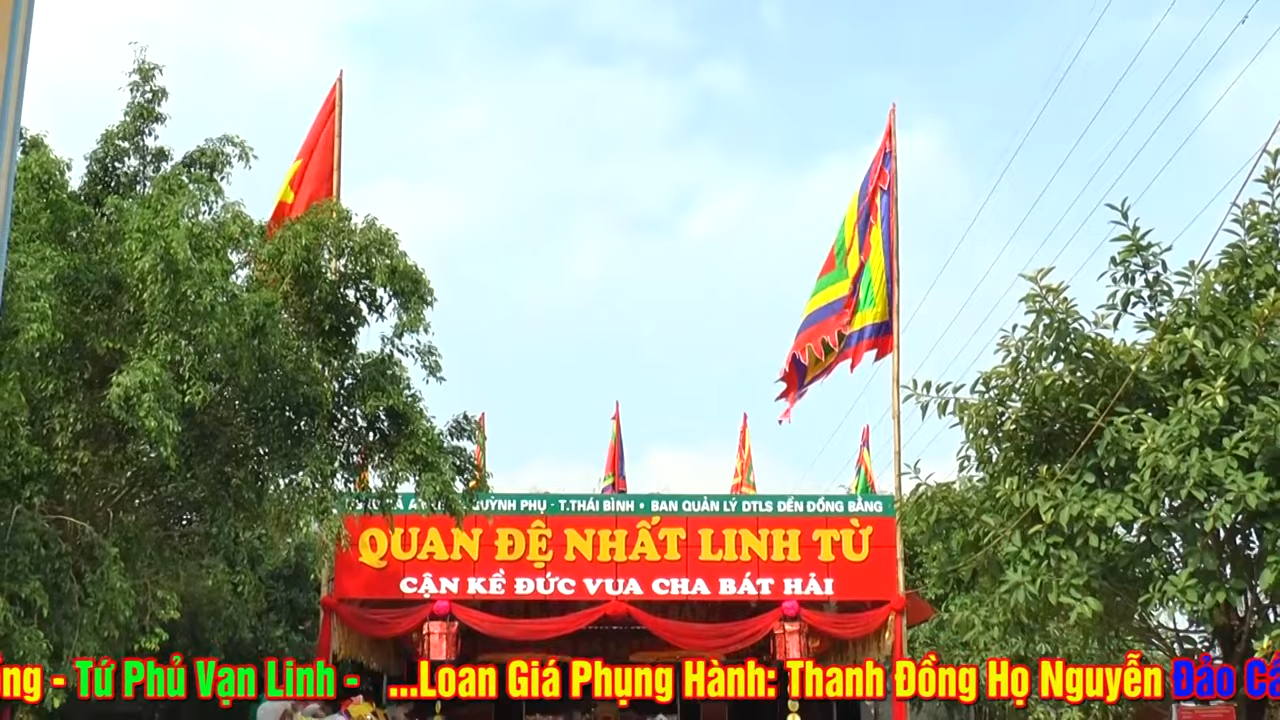 QUỲNH PHỤ - T.THÁI BÌNH • BAN QUẢN LÝ DTLS ĐỀN ĐỒNG BẰNG
QUAN ĐỆ NHẤT LINH TỪ
CẬN KỀ ĐỨC VUA CHA BÁT HẢI
- Tứ Phủ Vạn Linh - ...Loan Giá Phụng Hành: Thanh Đồng Họ Nguyễn Đảo